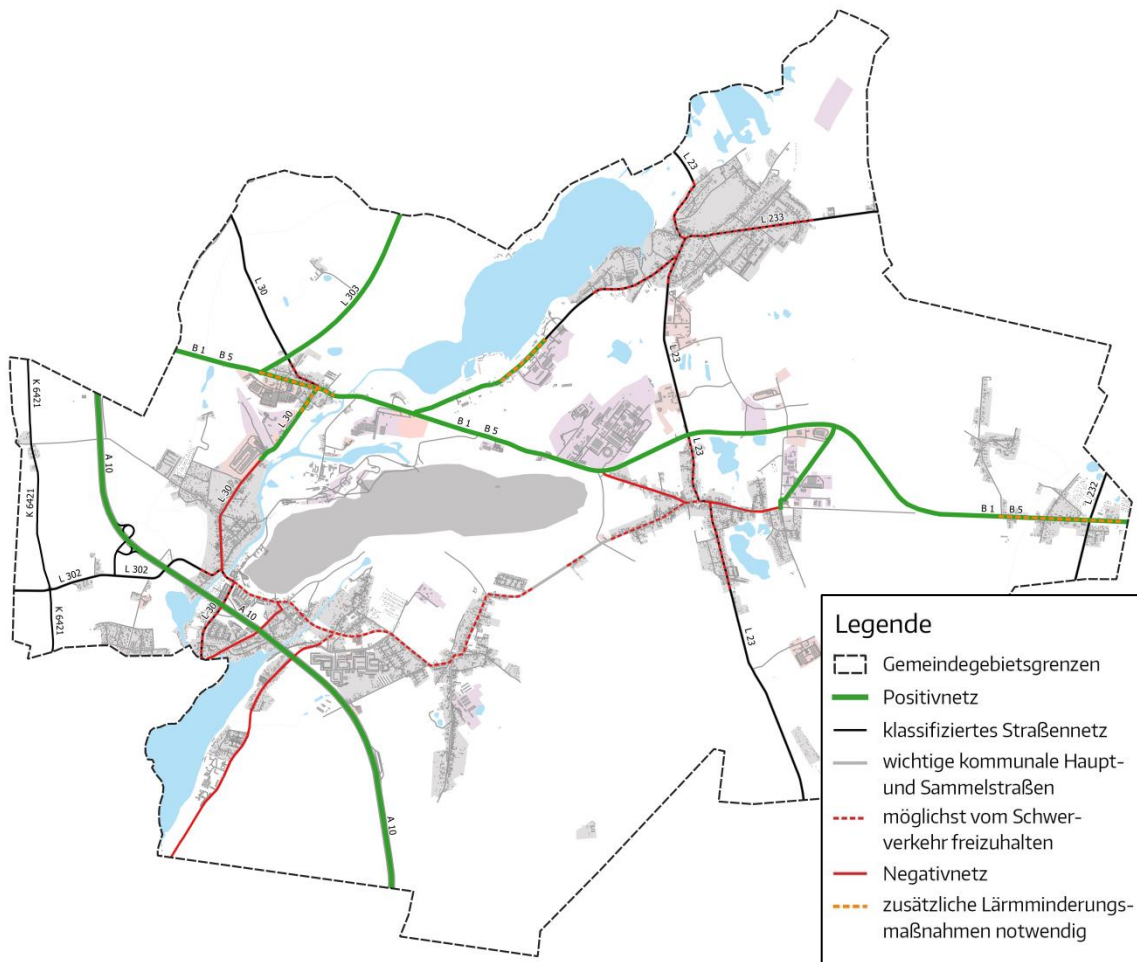 L 23
L 233
L 30
L 303
B 1 B 5
K 6421
L 30
A 10
B 1 B 5
L 23
L 23
L 30
K 6421
B 1 B 5
L 232
L 302
L 302
K 6421
L 30
A 10
L 23
A 10
Legende
Gemeindegebietsgrenzen
Positivnetz
klassifiziertes Straßennetz
wichtige kommunale Haupt-
und Sammelstraßen
möglichst vom Schwer-
verkehr freizuhalten
Negativnetz
zusätzliche Lärmminderungs-
maßnahmen notwendig